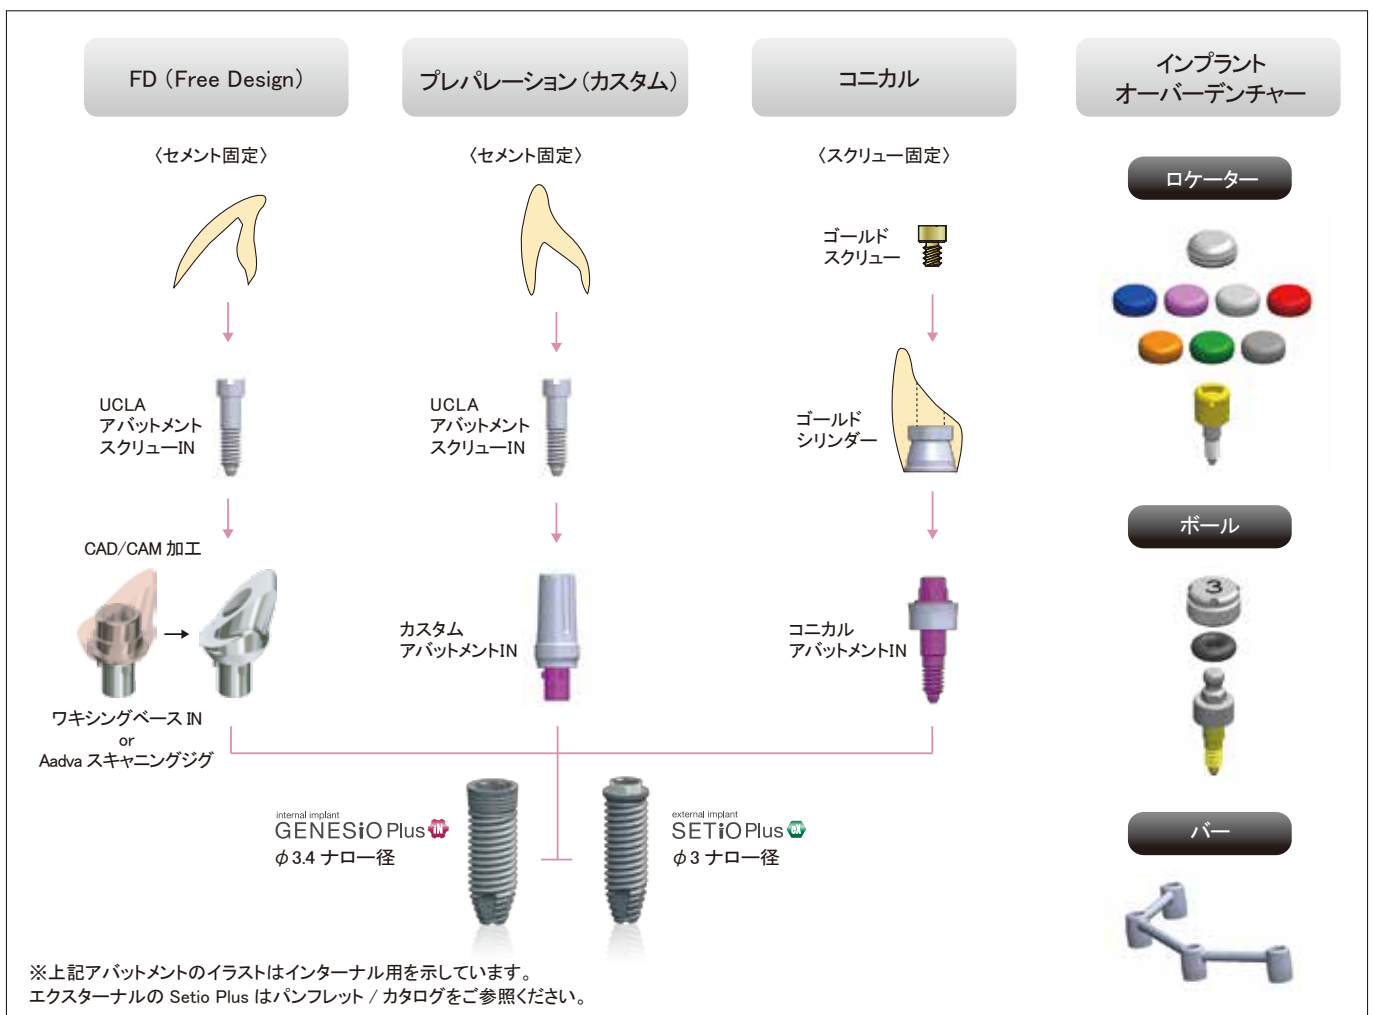 FD（Free Design）
〈セメント固定〉
UCLA
アバットメント
スクリューIN
CAD/CAM 加工
ワキシングベース IN
or
Aadva スキャニングジグ
プレパレーション（カスタム）
〈セメント固定〉
UCLA
アバットメント
スクリューIN
カスタム
アバットメントIN
コニカル
〈スクリュー固定〉
ゴールド
スクリュー
ゴールド
シリンダー
コニカル
アバットメントIN
internal implant
GENESiO Plus iN
φ3.4 ナロー径
external implant
SETiO Plus eX
φ3 ナロー径
インプラント
オーバーデンチャー
ロケーター
ボール
3
バー
※上記アバットメントのイラストはインターナル用を示しています。
エクスターナルの Setio Plus はパンフレット / カタログをご参照ください。